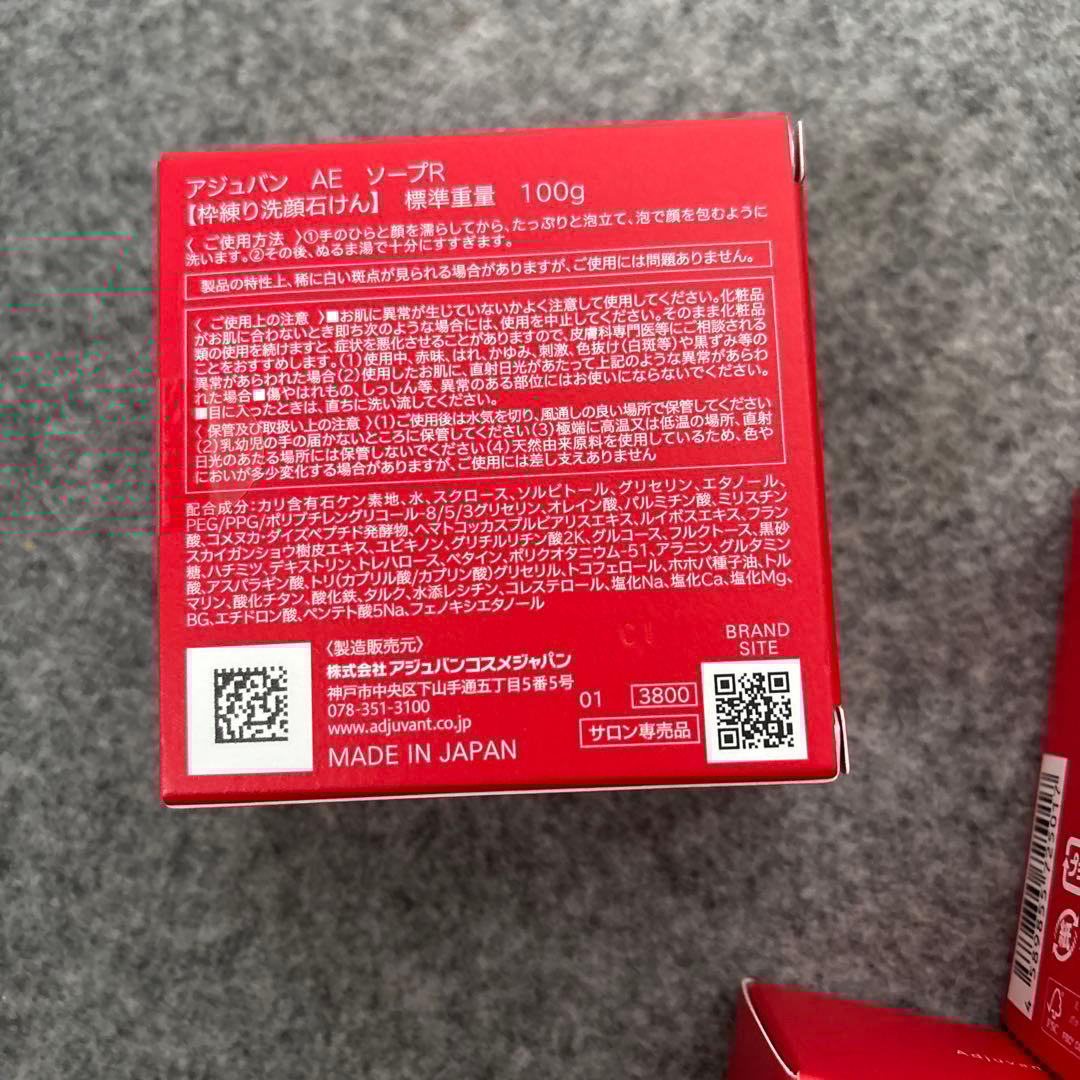 アジュバン AE ソープR
【枠練り洗顔石けん】 標準重量 100g
〈 ご使用方法 〉①手のひらと顔を濡らしてから、たっぷりと泡立て、泡で顔を包むように
洗います。②その後、ぬるま湯で十分にすすぎます。
製品の特性上、稀に白い斑点が見られる場合がありますが、ご使用には問題ありません。
〈 ご使用上の注意 〉■お肌に異常が生じていないかよく注意して使用してください。化粧品
がお肌に合わないとき即ち次のような場合には、使用を中止してください。そのまま化粧品
類の使用を続けますと、症状を悪化させることがありますので、皮膚科専門医等にご相談される
ことをおすすめします。(1)使用中、赤味、はれ、かゆみ、刺激、色抜け(白斑等)や黒ずみ等の
異常があらわれた場合(2)使用したお肌に、直射日光があたって上記のような異常があらわ
れた場合■傷やはれもの、しっしん等、異常のある部位にはお使いにならないでください。
■目に入ったときは、直ちに洗い流してください。
〈 保管及び取扱い上の注意 〉(1)ご使用後は水気を切り、風通しの良い場所で保管してください
(2)乳幼児の手の届かないところに保管してください(3)極端に高温又は低温の場所、直射
日光のあたる場所には保管しないでください(4)天然由来原料を使用しているため、色や
においが多少変化する場合がありますが、ご使用には差し支えありません
配合成分:カリ含有石ケン素地、水、スクロース、ソルビトール、グリセリン、エタノール、
PEG/PPG/ポリブチレングリコール-8/5/3グリセリン、オレイン酸、パルミチン酸、ミリスチン
酸、コメヌカ・ダイズペプチド発酵物、ヘマトコッカスプルビアリスエキス、ルイボスエキス、フラン
スカイガンショウ樹皮エキス、ユビキノン、グリチルリチン酸2K、グルコース、フルクトース、黒砂
糖、ハチミツ、デキストリン、トレハロース、ベタイン、ポリクオタニウム-51、アラニン、グルタミン
酸、アスパラギン酸、トリ(カプリル酸/カプリン酸)グリセリル、トコフェロール、ホホバ種子油、トル
マリン、酸化チタン、酸化鉄、タルク、水添レシチン、コレステロール、塩化Na、塩化Ca、塩化Mg、
BG、エチドロン酸、ペンテト酸5Na、フェノキシエタノール
〈製造販売元〉
株式会社アジュバンコスメジャパン
神戸市中央区下山手通五丁目5番5号
078-351-3100
www.adjuvant.co.jp
MADE IN JAPAN
01 3800
サロン専売品
BRAND
SITE
4 587855 725017
紙
FSC
Adjuvan